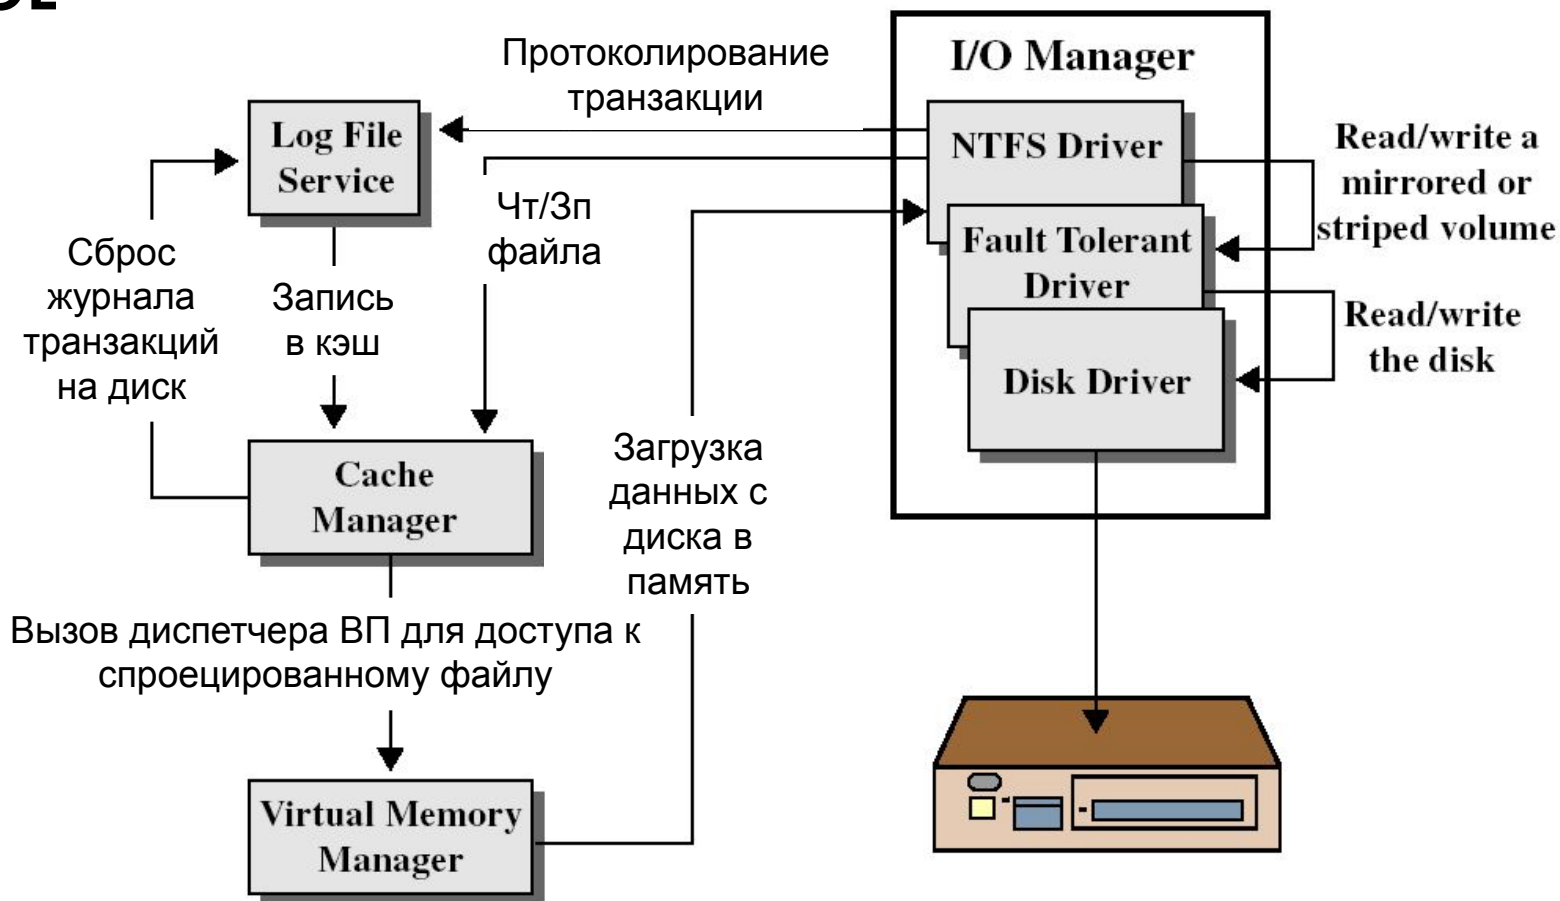 I/O Manager
Протоколирование
транзакции
Log File
Service
NTFS Driver
Read/write a
mirrored or
striped volume
Чт/Зп
файла
Fault Tolerant
Driver
Сброс
журнала
транзакций
на диск
Запись
в кэш
Read/write
the disk
Disk Driver
Cache
Manager
Загрузка
данных с
диска в
память
Вызов диспетчера ВП для доступа к
спроецированному файлу
Virtual Memory
Manager